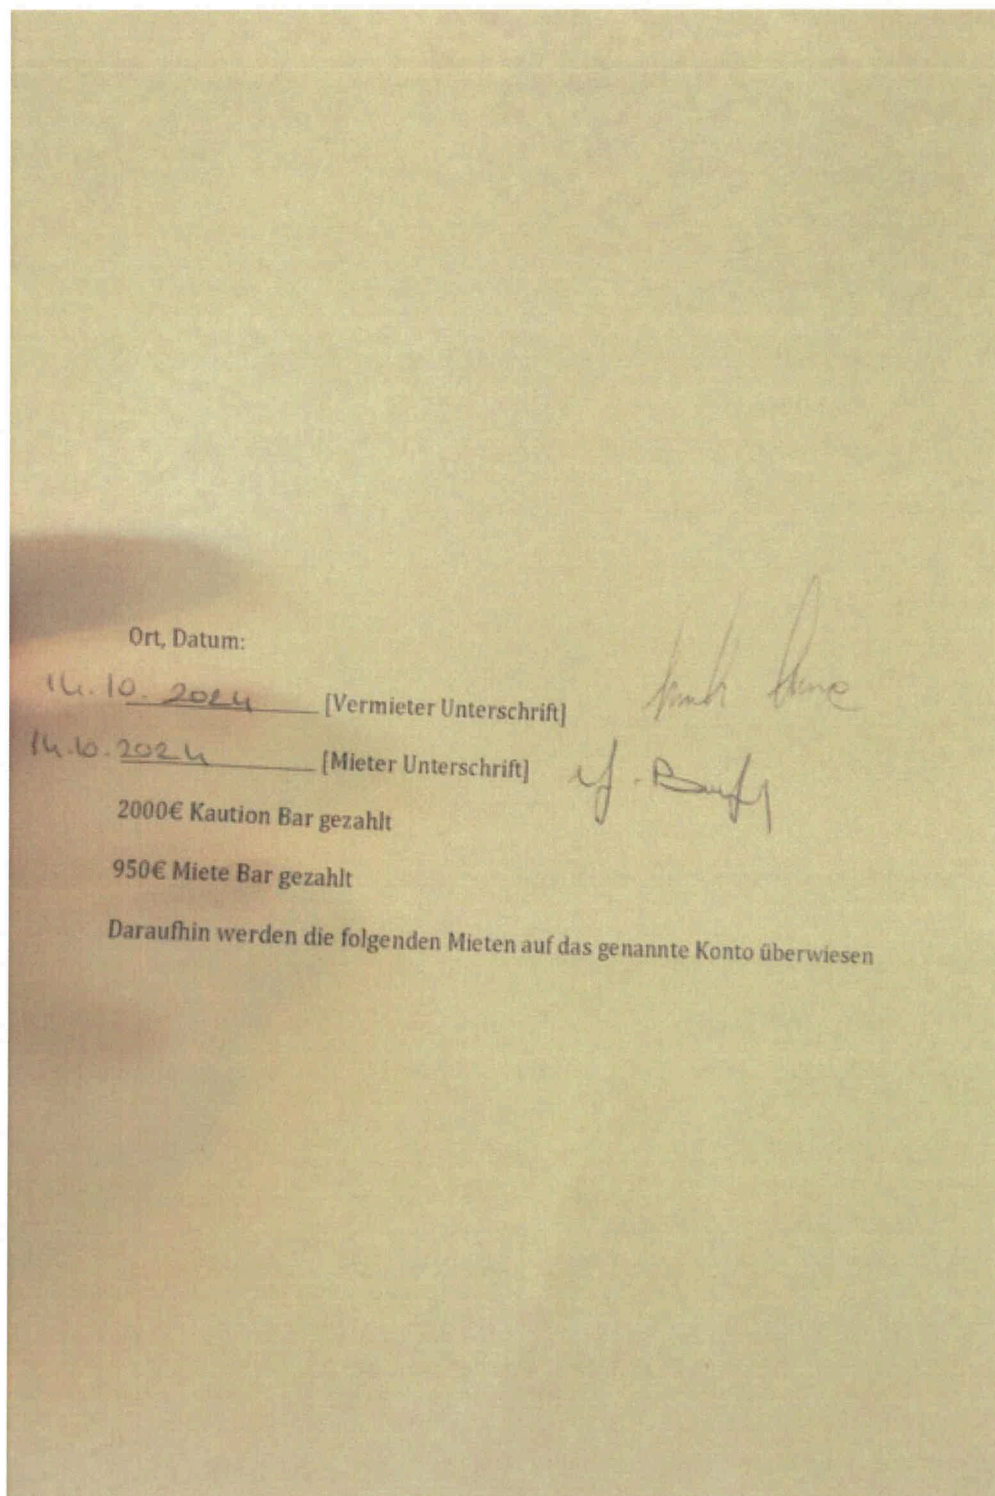 Ort, Datum:
14.10.2024 [Vermieter Unterschrift]
14.10.2024 [Mieter Unterschrift]
2000€ Kaution Bar gezahlt
950€ Miete Bar gezahlt
Daraufhin werden die folgenden Mieten auf das genannte Konto überwiesen